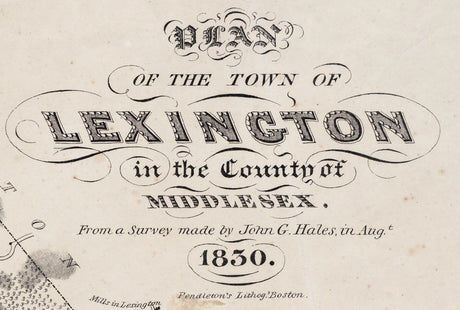 PLAN
OF THE TOWN OF
LEXINGTON
in the County of
MIDDLESEX.
From a Survey made by John G. Hales, in Aug.t
1830.
Pendleton's Lithog. Boston.
T
O
N
Mills in Lexington